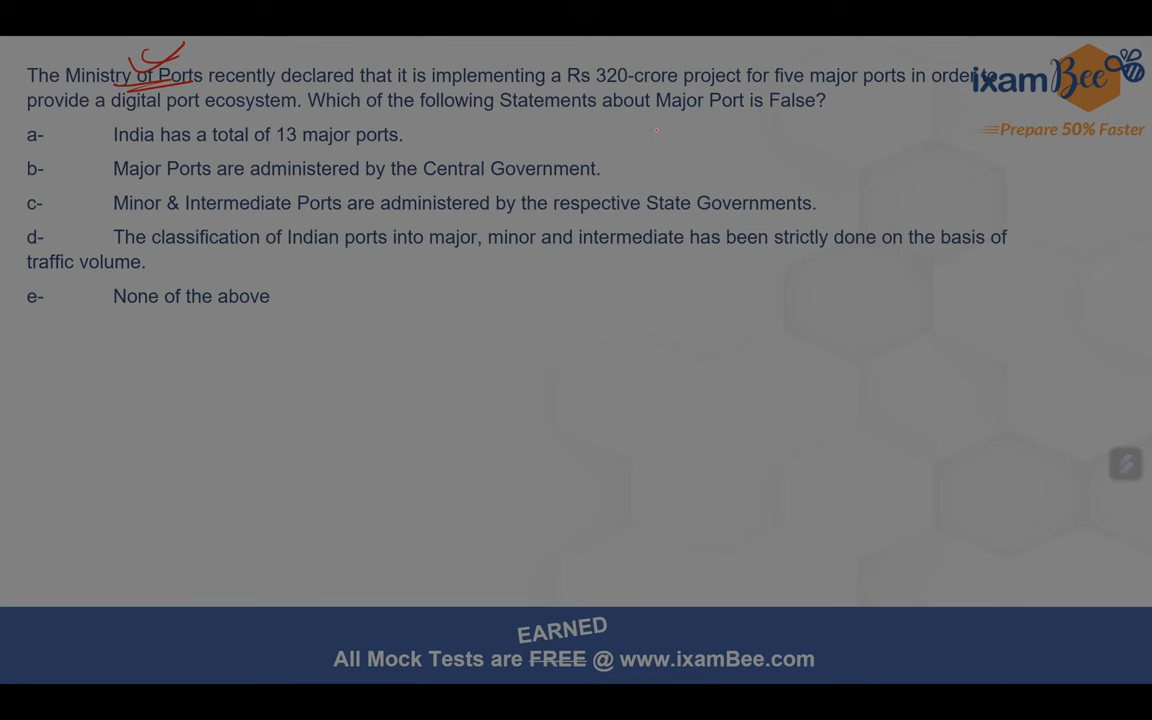 The Ministry of Ports recently declared that it is implementing a Rs 320-crore project for five major ports in order to
provide a digital port ecosystem. Which of the following Statements about Major Port is False?
ixamBee
Prepare 50% Faster
a- India has a total of 13 major ports.
b- Major Ports are administered by the Central Government.
c- Minor & Intermediate Ports are administered by the respective State Governments.
d- The classification of Indian ports into major, minor and intermediate has been strictly done on the basis of
traffic volume.
e- None of the above
EARNED
All Mock Tests are FREE @ www.ixamBee.com